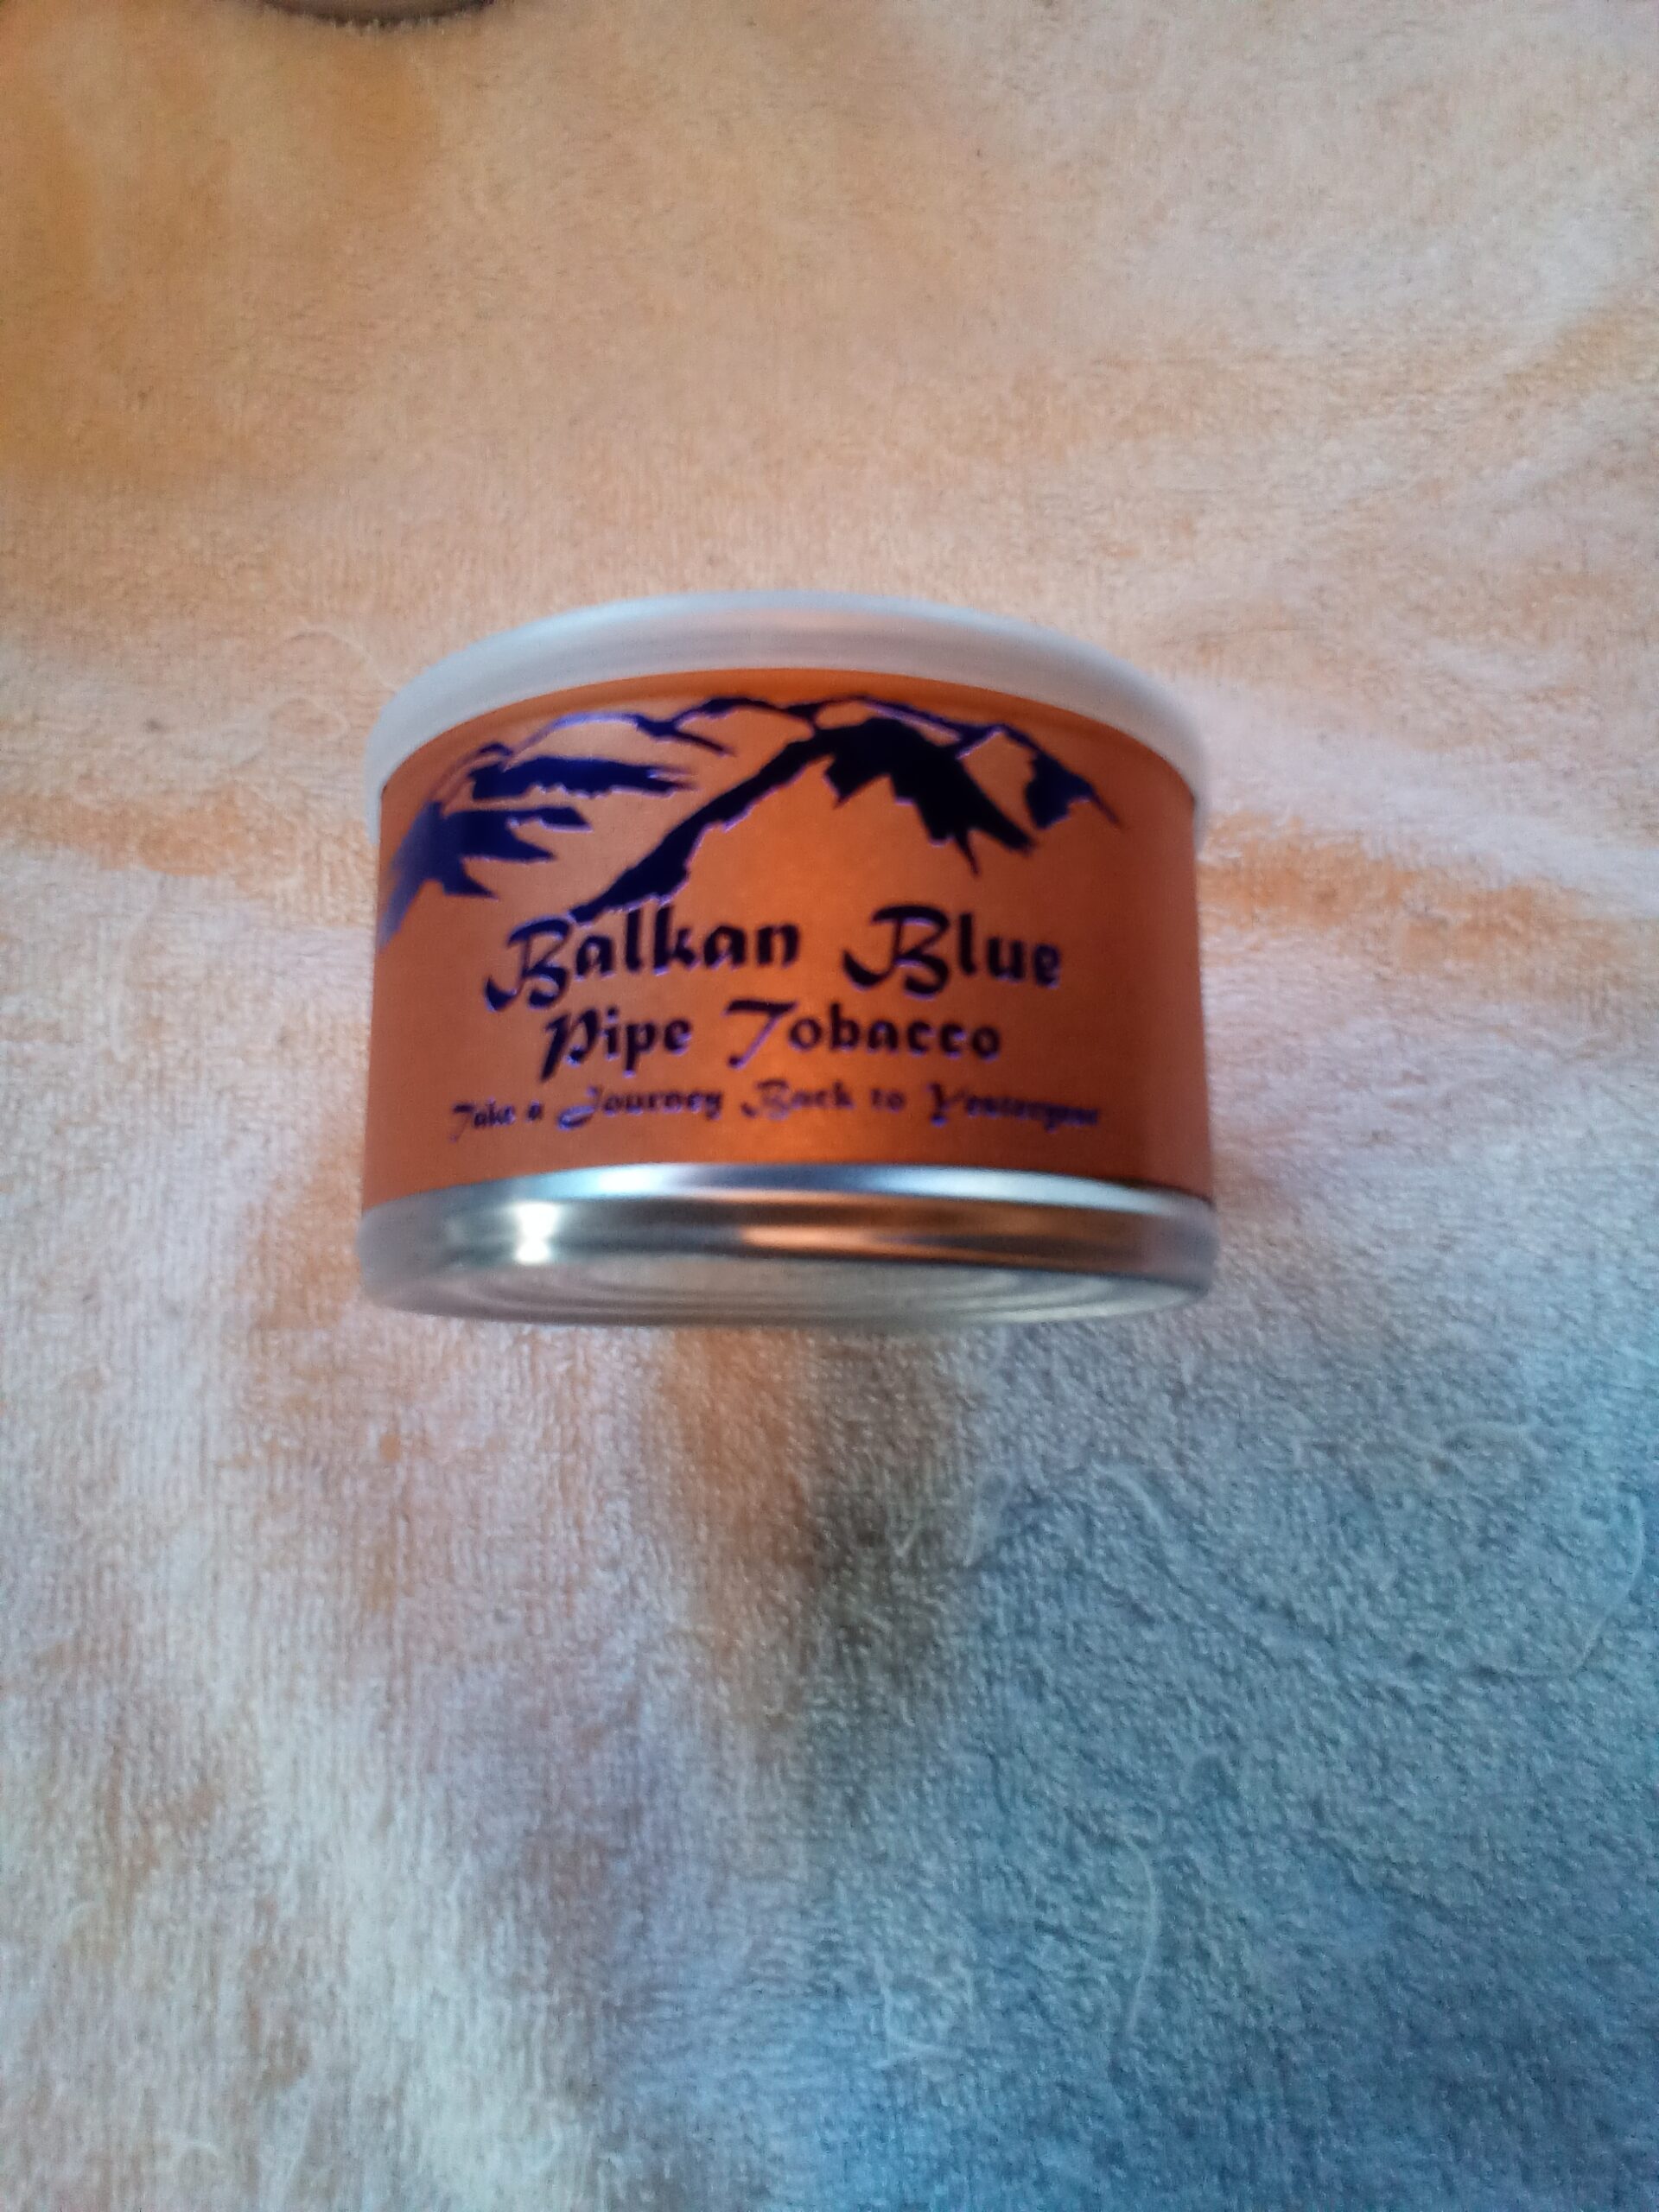 Balkan Blue
Pipe Tobacco
Take a Journey Back to Yesteryear